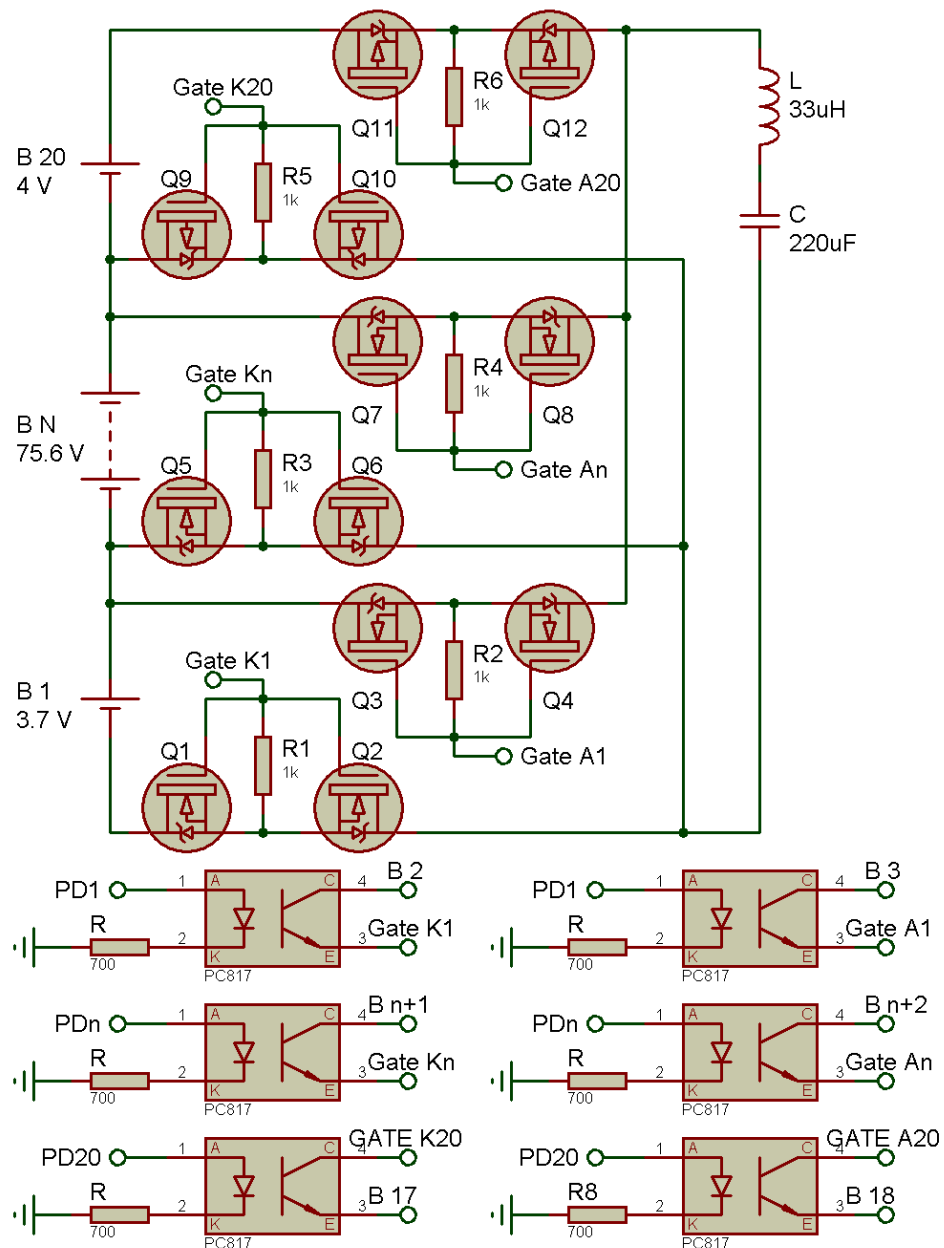 Q11
R6
1k
Q12
L
33uH
Gate K20
B 20
4 V
Q9
R5
1k
Q10
Gate A20
C
220uF
Gate Kn
Q7
R4
1k
Q8
B N
75.6 V
Q5
R3
1k
Q6
Gate An
Gate K1
Q3
R2
1k
Q4
B 1
3.7 V
Q1
R1
1k
Q2
Gate A1
PD1
1
A
C
4
B 2
R
700
2
K
E
3
Gate K1
PC817
PD1
1
A
C
4
B 3
R
700
2
K
E
3
Gate A1
PC817
PDn
1
A
C
4
B n+1
R
700
2
K
E
3
Gate Kn
PC817
PDn
1
A
C
4
B n+2
R
700
2
K
E
3
Gate An
PC817
PD20
1
A
C
4
GATE K20
R
700
2
K
E
3
B 17
PC817
PD20
1
A
C
4
GATE A20
R8
700
2
K
E
3
B 18
PC817